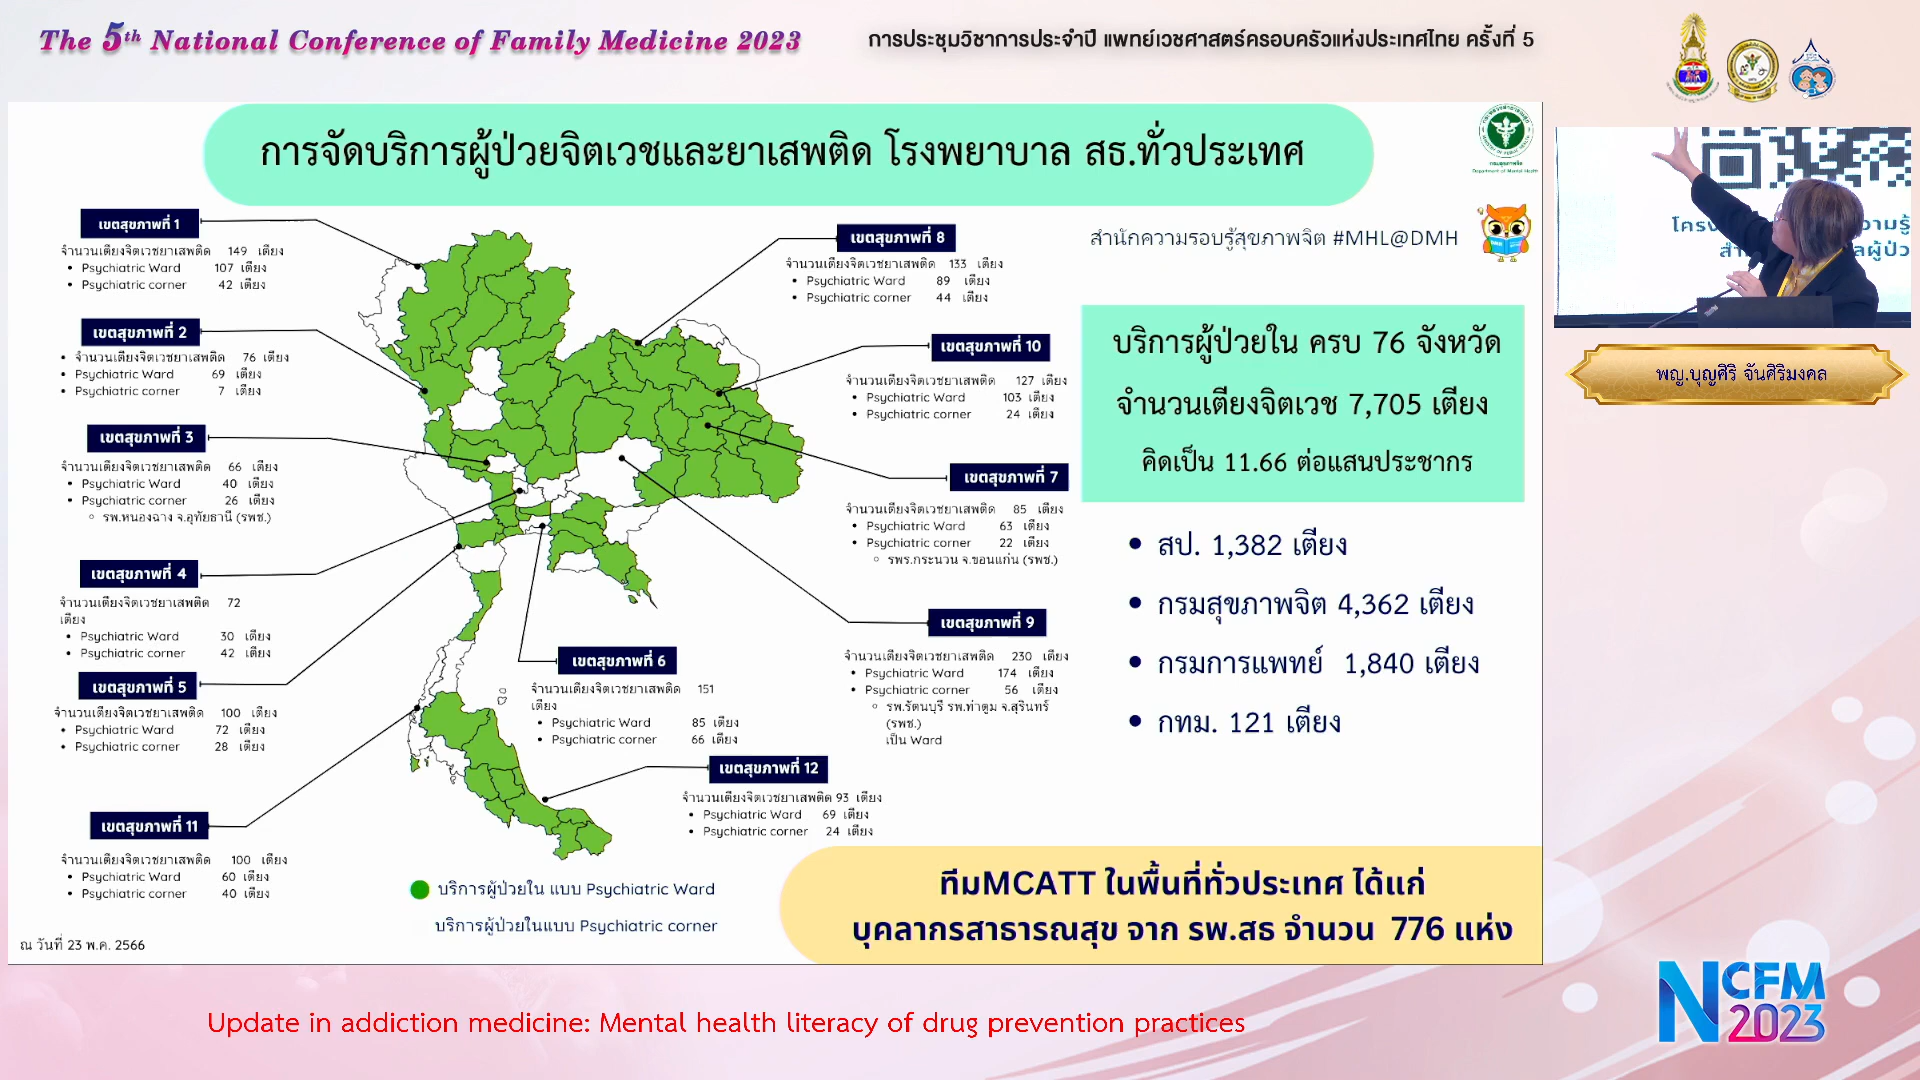 The 5th National Conference of Family Medicine 2023
การประชุมวิชาการประจำปี แพทย์เวชศาสตร์ครอบครัวแห่งประเทศไทย ครั้งที่ 5
การจัดบริการผู้ป่วยจิตเวชและยาเสพติด โรงพยาบาล สธ.ทั่วประเทศ
กรมสุขภาพจิต
Department of Mental Health
สำนักความรอบรู้สุขภาพจิต #MHL@DMH
เขตสุขภาพที่ 1
จำนวนเตียงจิตเวชยาเสพติด 149 เตียง
• Psychiatric Ward 107 เตียง
• Psychiatric corner 42 เตียง
เขตสุขภาพที่ 2
• จำนวนเตียงจิตเวชยาเสพติด 76 เตียง
• Psychiatric Ward 69 เตียง
• Psychiatric corner 7 เตียง
เขตสุขภาพที่ 3
จำนวนเตียงจิตเวชยาเสพติด 66 เตียง
• Psychiatric Ward 40 เตียง
• Psychiatric corner 26 เตียง
○ รพ.หนองฉาง จ.อุทัยธานี (รพช.)
เขตสุขภาพที่ 4
จำนวนเตียงจิตเวชยาเสพติด 72
เตียง
• Psychiatric Ward 30 เตียง
• Psychiatric corner 42 เตียง
เขตสุขภาพที่ 5
จำนวนเตียงจิตเวชยาเสพติด 100 เตียง
• Psychiatric Ward 72 เตียง
• Psychiatric corner 28 เตียง
เขตสุขภาพที่ 11
จำนวนเตียงจิตเวชยาเสพติด 100 เตียง
• Psychiatric Ward 60 เตียง
• Psychiatric corner 40 เตียง
ณ วันที่ 23 พ.ค. 2566
เขตสุขภาพที่ 6
จำนวนเตียงจิตเวชยาเสพติด 151
เตียง
• Psychiatric Ward 85 เตียง
• Psychiatric corner 66 เตียง
เขตสุขภาพที่ 12
จำนวนเตียงจิตเวชยาเสพติด 93 เตียง
• Psychiatric Ward 69 เตียง
• Psychiatric corner 24 เตียง
บริการผู้ป่วยใน แบบ Psychiatric Ward
บริการผู้ป่วยในแบบ Psychiatric corner
เขตสุขภาพที่ 8
จำนวนเตียงจิตเวชยาเสพติด 133 เตียง
• Psychiatric Ward 89 เตียง
• Psychiatric corner 44 เตียง
เขตสุขภาพที่ 10
จำนวนเตียงจิตเวชยาเสพติด 127 เตียง
• Psychiatric Ward 103 เตียง
• Psychiatric corner 24 เตียง
เขตสุขภาพที่ 7
จำนวนเตียงจิตเวชยาเสพติด 85 เตียง
• Psychiatric Ward 63 เตียง
• Psychiatric corner 22 เตียง
○ รพร.กระนวน จ.ขอนแก่น (รพช.)
เขตสุขภาพที่ 9
จำนวนเตียงจิตเวชยาเสพติด 230 เตียง
• Psychiatric Ward 174 เตียง
• Psychiatric corner 56 เตียง
○ รพ.รัตนบุรี รพ.ท่าตูม จ.สุรินทร์
(รพช.)
เป็น Ward
บริการผู้ป่วยใน ครบ 76 จังหวัด
จำนวนเตียงจิตเวช 7,705 เตียง
คิดเป็น 11.66 ต่อแสนประชากร
• สป. 1,382 เตียง
• กรมสุขภาพจิต 4,362 เตียง
• กรมการแพทย์ 1,840 เตียง
• กทม. 121 เตียง
ทีมMCATT ในพื้นที่ทั่วประเทศ ได้แก่
บุคลากรสาธารณสุข จาก รพ.สธ จำนวน 776 แห่ง
พญ.บุญศิริ จันศิริมงคล
NCFM
2023
Update in addiction medicine: Mental health literacy of drug prevention practices